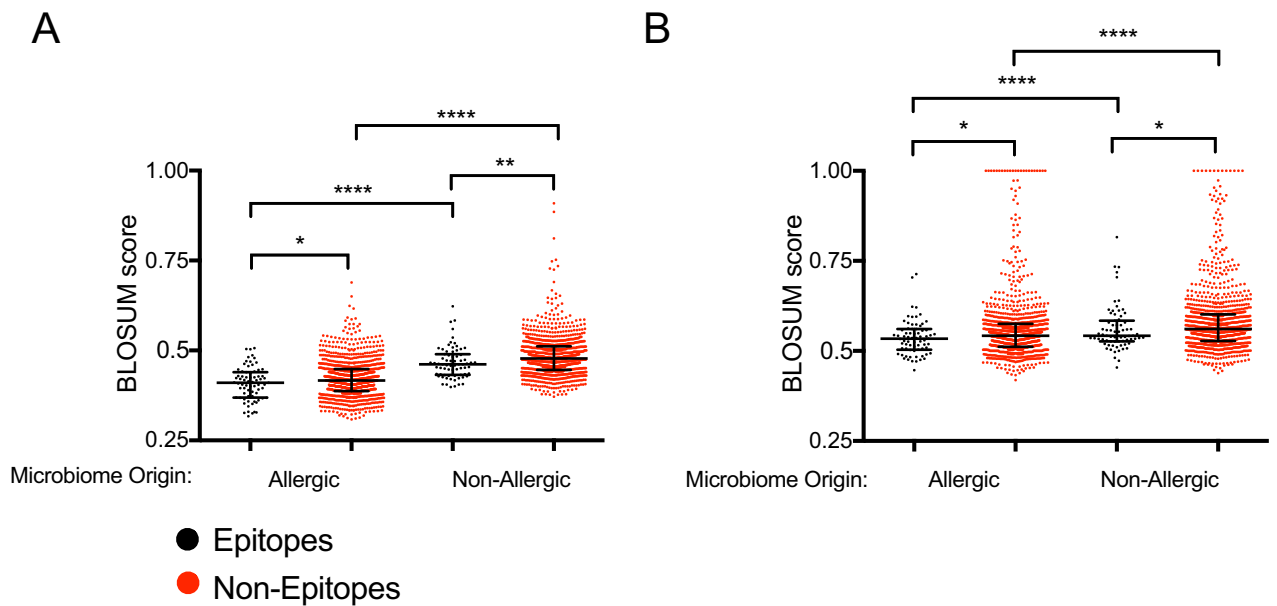 A
B
****
****
****
*
*
****
**
****
*
1.00
0.75
0.5
0.25
BLOSUM score
1.00
0.75
0.5
0.25
BLOSUM score
Microbiome Origin:
Allergic
Non-Allergic
Microbiome Origin:
Allergic
Non-Allergic
Epitopes
Non-Epitopes